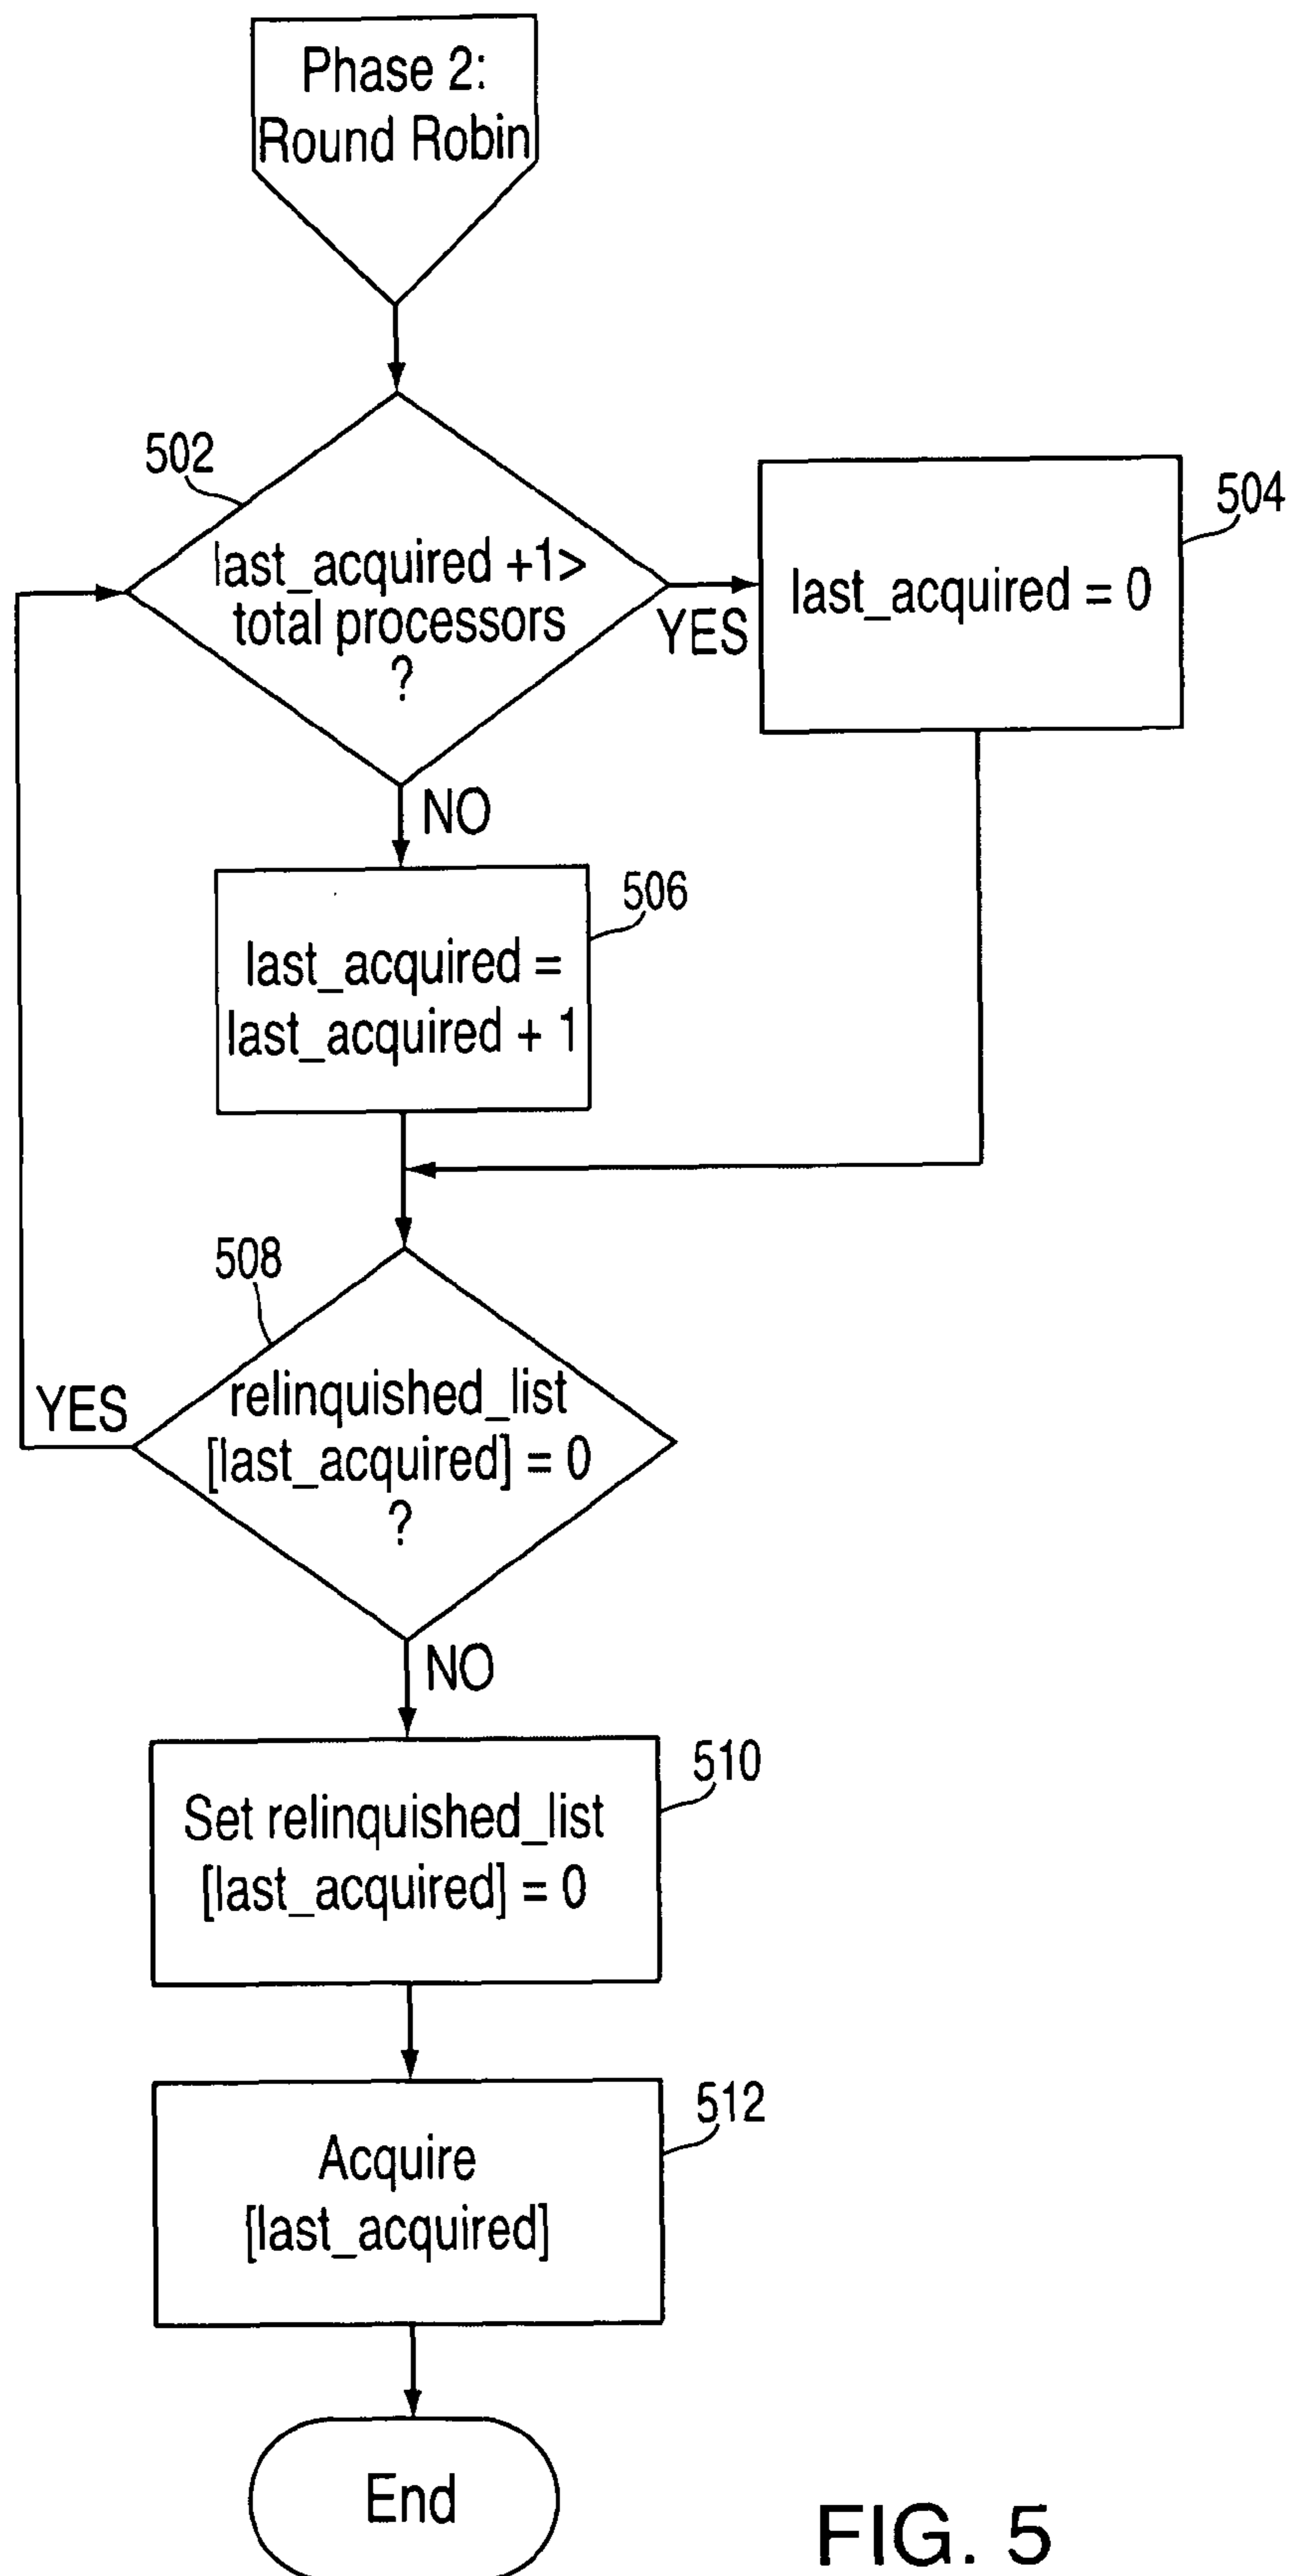 Phase 2:
Round Robin
502
last_acquired +1>
total processors
?
YES
504
last_acquired = 0
NO
506
last_acquired =
last_acquired + 1
508
relinquished_list
[last_acquired] = 0
?
YES
NO
510
Set relinquished_list
[last_acquired] = 0
512
Acquire
[last_acquired]
End
FIG. 5